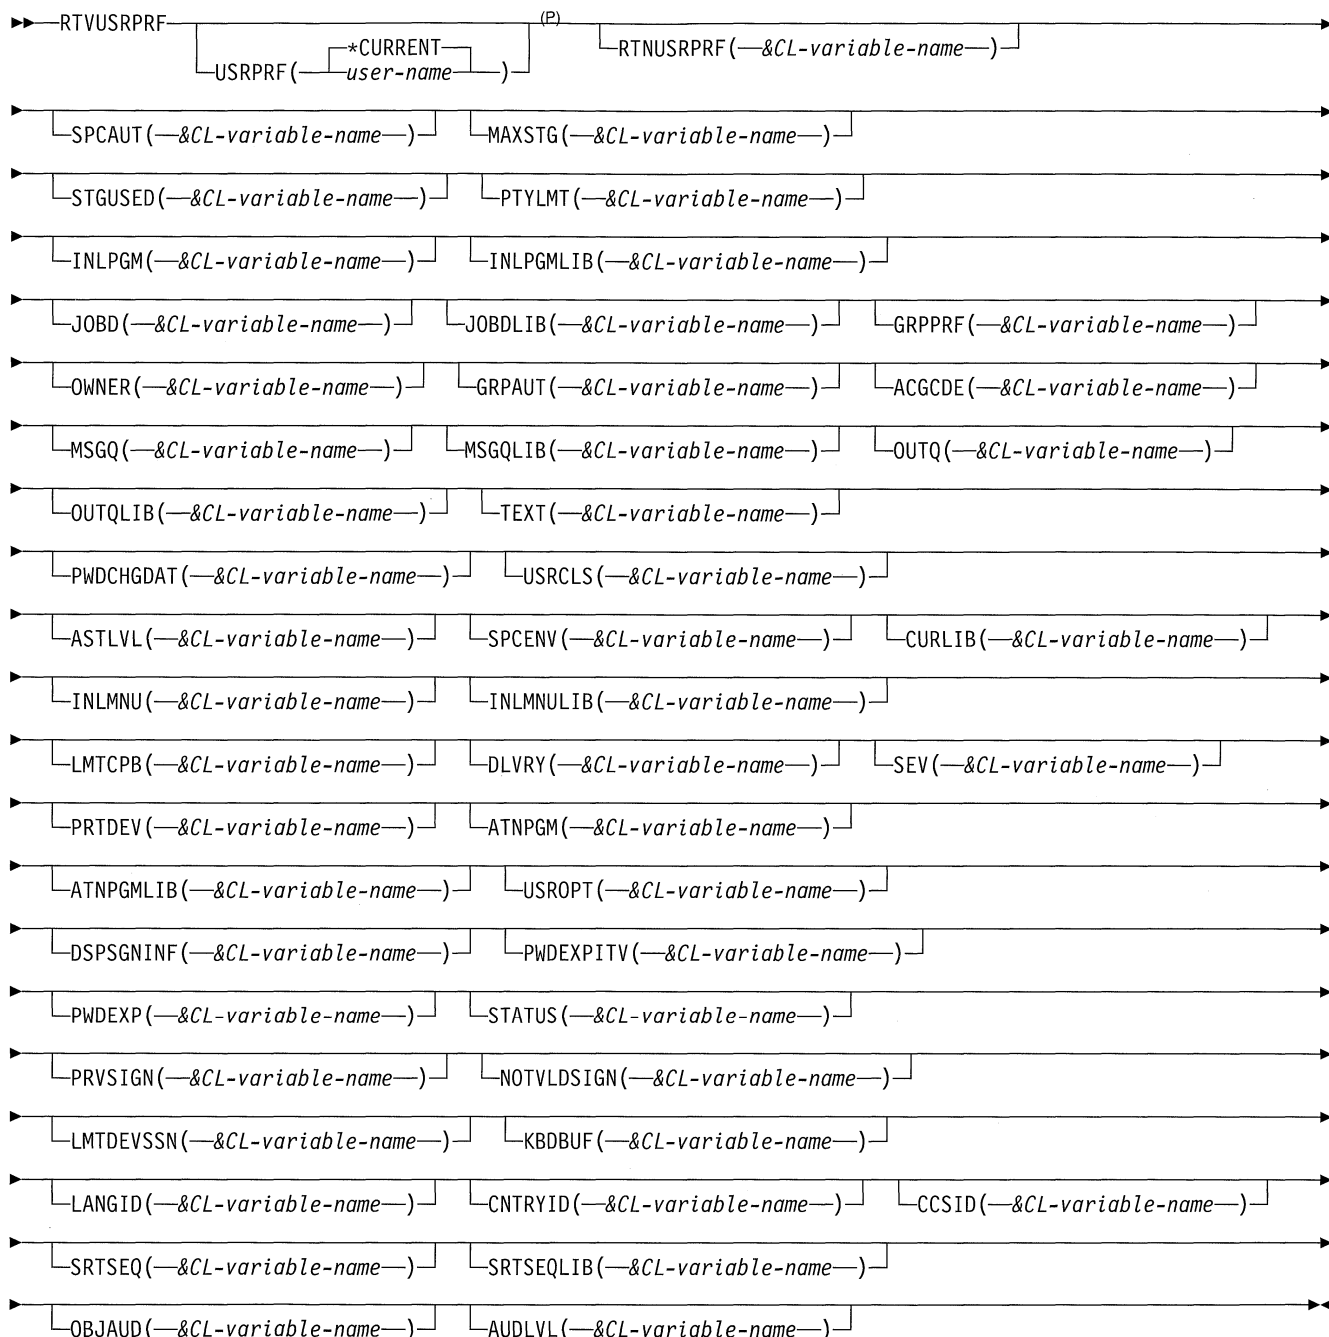 RTVUSRPRF (P)
*CURRENT
USRPRF( user-name ) RTNUSRPRF( &CL-variable-name )
SPCAUT( &CL-variable-name ) MAXSTG( &CL-variable-name )
STGUSED( &CL-variable-name ) PTYLMT( &CL-variable-name )
INLPGM( &CL-variable-name ) INLPGMLIB( &CL-variable-name )
JOBD( &CL-variable-name ) JOBDLIB( &CL-variable-name ) GRPPRF( &CL-variable-name )
OWNER( &CL-variable-name ) GRPAUT( &CL-variable-name ) ACGCDE( &CL-variable-name )
MSGQ( &CL-variable-name ) MSGQLIB( &CL-variable-name ) OUTQ( &CL-variable-name )
OUTQLIB( &CL-variable-name ) TEXT( &CL-variable-name )
PWDCHGDAT( &CL-variable-name ) USRCLS( &CL-variable-name )
ASTLVL( &CL-variable-name ) SPCENV( &CL-variable-name ) CURLIB( &CL-variable-name )
INLMNU( &CL-variable-name ) INLMNULIB( &CL-variable-name )
LMTCPB( &CL-variable-name ) DLVRY( &CL-variable-name ) SEV( &CL-variable-name )
PRTDEV( &CL-variable-name ) ATNPGM( &CL-variable-name )
ATNPGMLIB( &CL-variable-name ) USROPT( &CL-variable-name )
DSPSGNINF( &CL-variable-name ) PWDEXPITV( &CL-variable-name )
PWDEXP( &CL-variable-name ) STATUS( &CL-variable-name )
PRVSIGN( &CL-variable-name ) NOTVLDSIGN( &CL-variable-name )
LMTDEVSSN( &CL-variable-name ) KBDBUF( &CL-variable-name )
LANGID( &CL-variable-name ) CNTRYID( &CL-variable-name ) CCSID( &CL-variable-name )
SRTSEQ( &CL-variable-name ) SRTSEQLIB( &CL-variable-name )
OBJAUD( &CL-variable-name ) AUDLVL( &CL-variable-name )